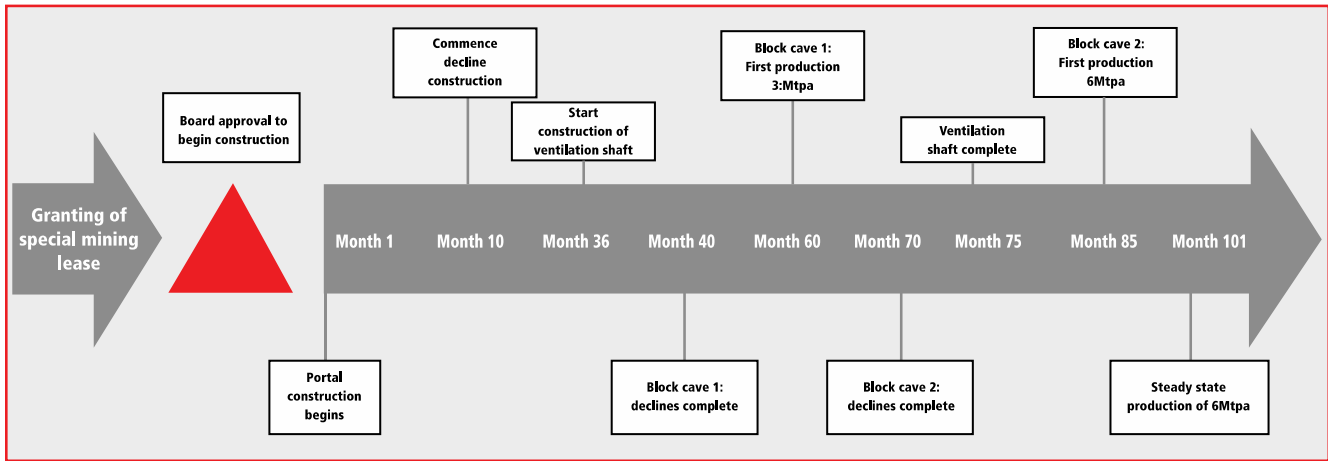 Commence
decline
construction
Block cave 1:
First production
3:Mtpa
Block cave 2:
First production
6Mtpa
Board approval to
begin construction
Start
construction of
ventilation shaft
Ventilation
shaft complete
Granting of
special mining
lease
Month 1
Month 10
Month 36
Month 40
Month 60
Month 70
Month 75
Month 85
Month 101
Portal
construction
begins
Block cave 1:
declines complete
Block cave 2:
declines complete
Steady state
production of 6Mtpa